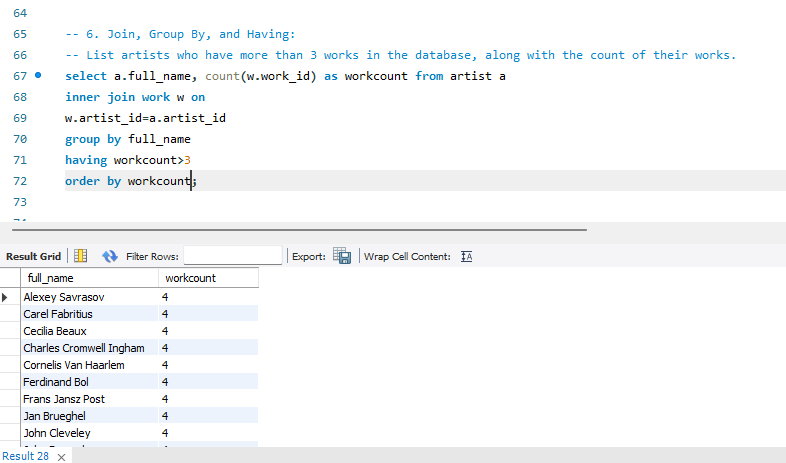 64
65 -- 6. Join, Group By, and Having:
66 -- List artists who have more than 3 works in the database, along with the count of their works.
67 select a.full_name, count(w.work_id) as workcount from artist a
68 inner join work w on
69 w.artist_id=a.artist_id
70 group by full_name
71 having workcount>3
72 order by workcount;
73
Result Grid Filter Rows: Export: Wrap Cell Content: IA
full_name workcount
Alexey Savrasov 4
Carel Fabritius 4
Cecilia Beaux 4
Charles Cromwell Ingham 4
Cornelis Van Haarlem 4
Ferdinand Bol 4
Frans Jansz Post 4
Jan Brueghel 4
John Cleveley 4
Result 28